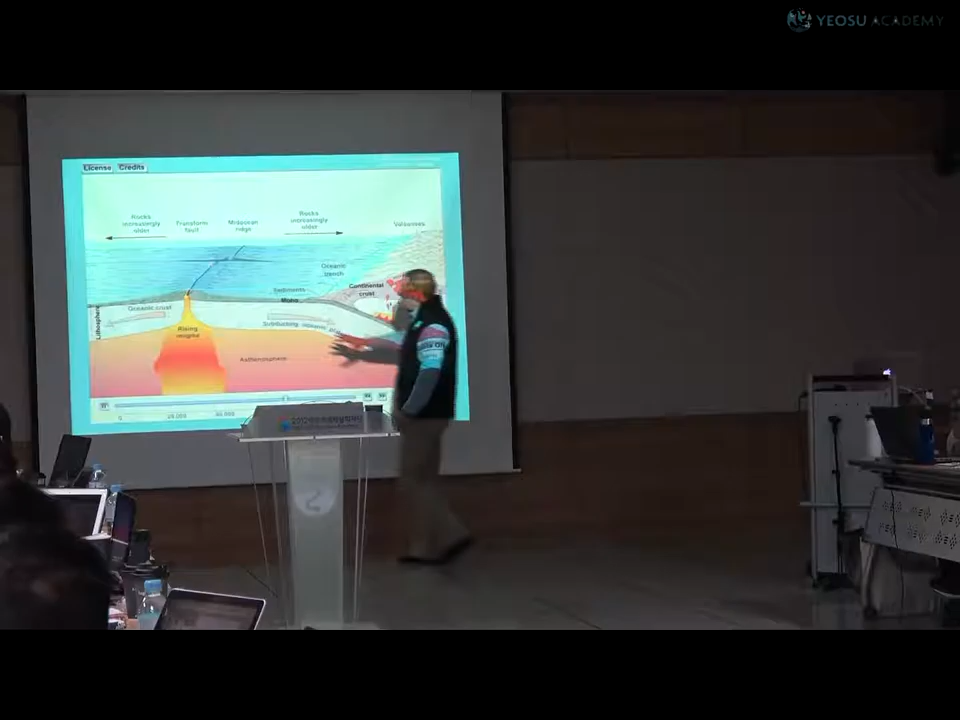 YEOSU ACADEMY
License Credits
Rocks
increasingly
older
Transform
fault
Midocean
ridge
Rocks
increasingly
older
Volcanoes
Oceanic
trench
Sediments
Moho
Continental
crust
Oceanic crust
Lithosphere
Rising
magma
Subducting oceanic
Asthenosphere